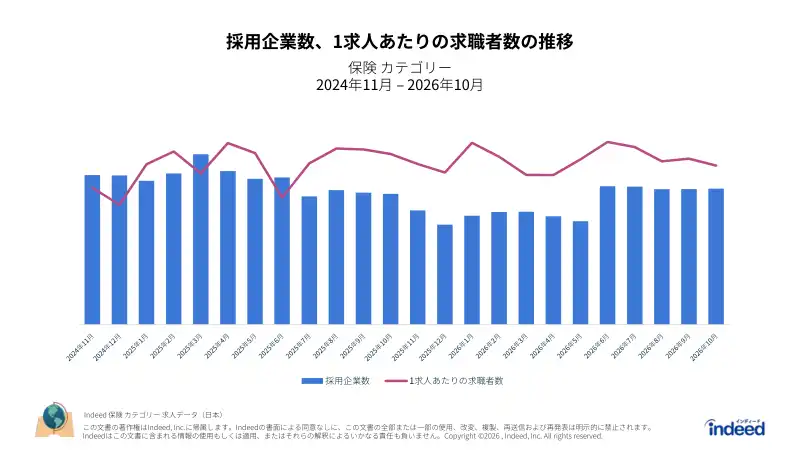 採用企業数、1求人あたりの求職者数の推移
保険 カテゴリー
2024年11月 – 2026年10月
2024年11月
2024年12月
2025年1月
2025年2月
2025年3月
2025年4月
2025年5月
2025年6月
2025年7月
2025年8月
2025年9月
2025年10月
2025年11月
2025年12月
2026年1月
2026年2月
2026年3月
2026年4月
2026年5月
2026年6月
2026年7月
2026年8月
2026年9月
2026年10月
採用企業数 1求人あたりの求職者数
Indeed 保険 カテゴリー 求人データ（日本）
この文書の著作権はIndeed, Inc.に帰属します。Indeedの書面による同意なしに、この文書の全部または一部の使用、改変、複製、再送信および再発表は明示的に禁止されます。
Indeedはこの文書に含まれる情報の使用もしくは適用、またはそれらの解釈によるいかなる責任も負いません。Copyright ©2026 , Indeed, Inc. All rights reserved.
インディード
indeed